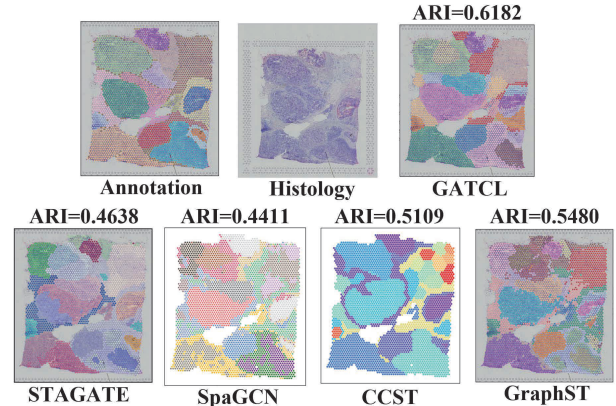 ARI=0.6182
Annotation
Histology
GATCL
ARI=0.4638
ARI=0.4411
ARI=0.5109
ARI=0.5480
STAGATE
SpaGCN
CCST
GraphST